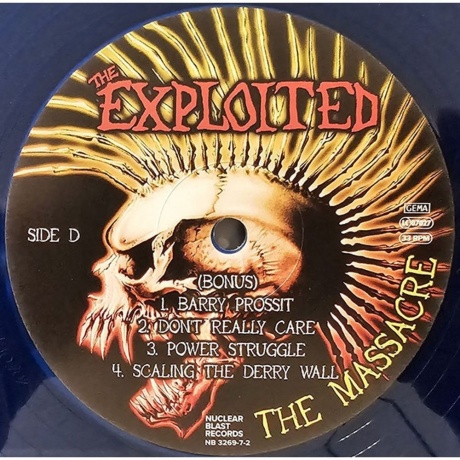 THE
EXPLOITED
SIDE D
GEMA
33 RPM
(BONUS)
1. BARRY PROSSIT
2. DON'T REALLY CARE
3. POWER STRUGGLE
4. SCALING THE DERRY WALL
THE MASSACRE
NUCLEAR
BLAST
RECORDS
NB 3269-7-2